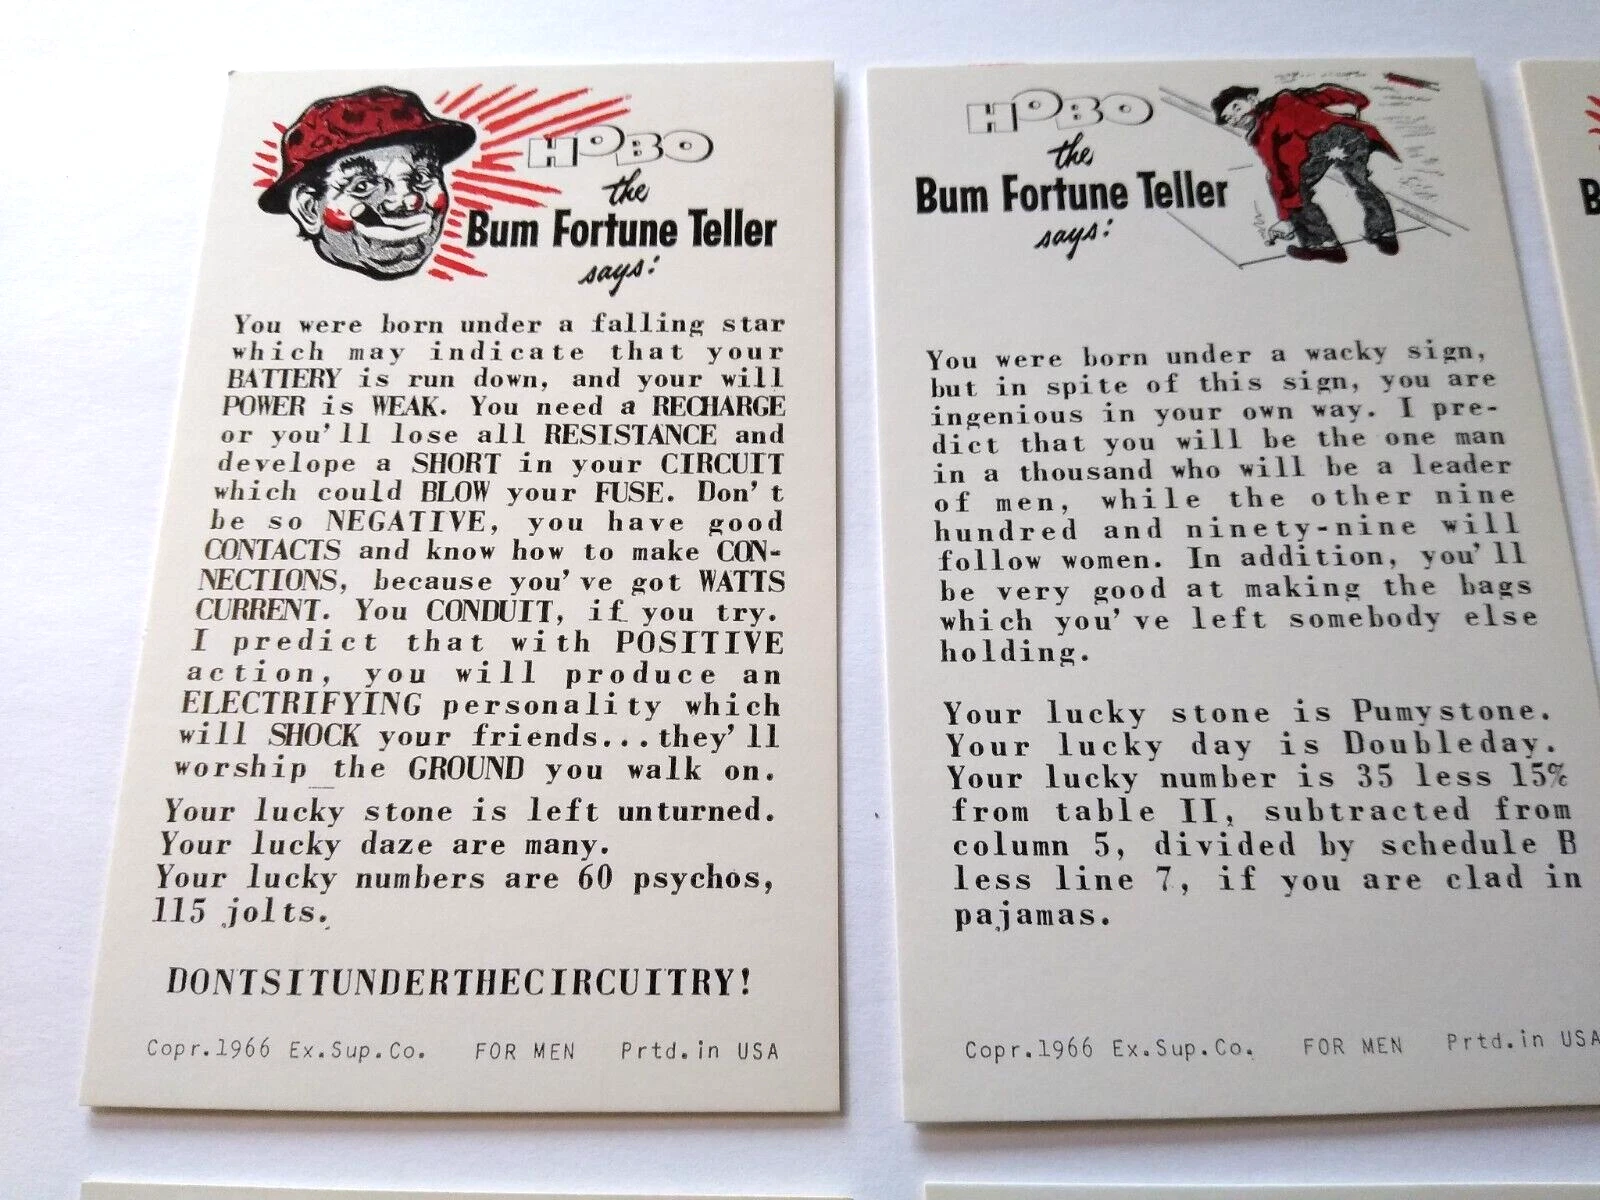 HOBO
the
Bum Fortune Teller
says:
You were born under a falling star
which may indicate that your
BATTERY is run down, and your will
POWER is WEAK. You need a RECHARGE
or you'll lose all RESISTANCE and
develope a SHORT in your CIRCUIT
which could BLOW your FUSE. Don't
be so NEGATIVE, you have good
CONTACTS and know how to make CON-
NECTIONS, because you've got WATTS
CURRENT. You CONDUIT, if you try.
I predict that with POSITIVE
action, you will produce an
ELECTRIFYING personality which
will SHOCK your friends...they'll
worship the GROUND you walk on.
Your lucky stone is left unturned.
Your lucky daze are many.
Your lucky numbers are 60 psychos,
115 jolts.
DONTSITUNDERTHECIRCUITRY!
Copr.1966 Ex.Sup.Co. FOR MEN Prtd.in USA
HOBO
the
Bum Fortune Teller
says:
You were born under a wacky sign,
but in spite of this sign, you are
ingenious in your own way. I pre-
dict that you will be the one man
in a thousand who will be a leader
of men, while the other nine
hundred and ninety-nine will
follow women. In addition, you'll
be very good at making the bags
which you've left somebody else
holding.
Your lucky stone is Pumystone.
Your lucky day is Doubleday.
Your lucky number is 35 less 15%
from table II, subtracted from
column 5, divided by schedule B
less line 7, if you are clad in
pajamas.
Copr.1966 Ex.Sup.Co. FOR MEN Prtd.in USA
B